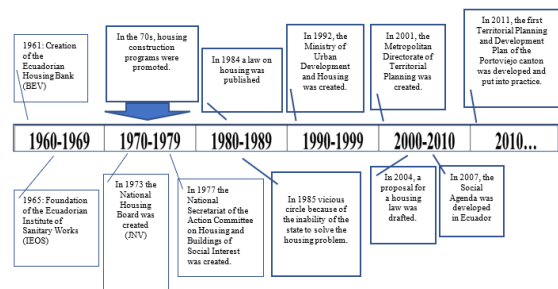 1961: Creation of
the Ecuadorian
Housing Bank
(BEV)
In the 70s, housing
construction
programs were
promoted.
In 1984 a law on
housing was
published
In 1992, the
Ministry of
Urban
Development
and Housing
was created.
In 2001, the
Metropolitan
Directorate of
Territorial
Planning was
created.
In 2011, the first
Territorial Planning
and Development
Plan of the
Portoviejo canton
was developed and
put into practice.
1960-1969
1970-1979
1980-1989
1990-1999
2000-2010
2010...
1965: Foundation of
the Ecuadorian
Institute of
Sanitary Works
(IEOS)
In 1973 the
National
Housing
Board was
created
(JNV)
In 1977 the
National
Secretariat of the
Action Committee
on Housing and
Buildings of
Social Interest
was created.
In 1985 vicious
circle because of
the inability of the
state to solve the
housing problem.
In 2004, a
proposal for
a housing
law was
drafted.
In 2007, the
Social
Agenda was
developed
in Ecuador